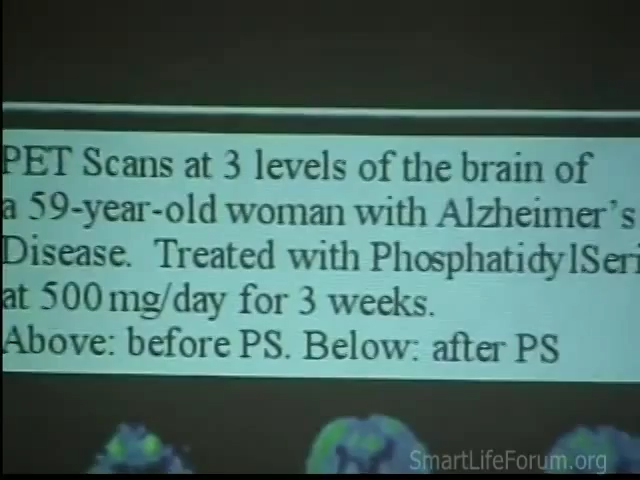 PET Scans at 3 levels of the brain of
a 59-year-old woman with Alzheimer's
Disease. Treated with PhosphatidylSeri
at 500 mg/day for 3 weeks.
Above: before PS. Below: after PS
SmartLifeForum.org